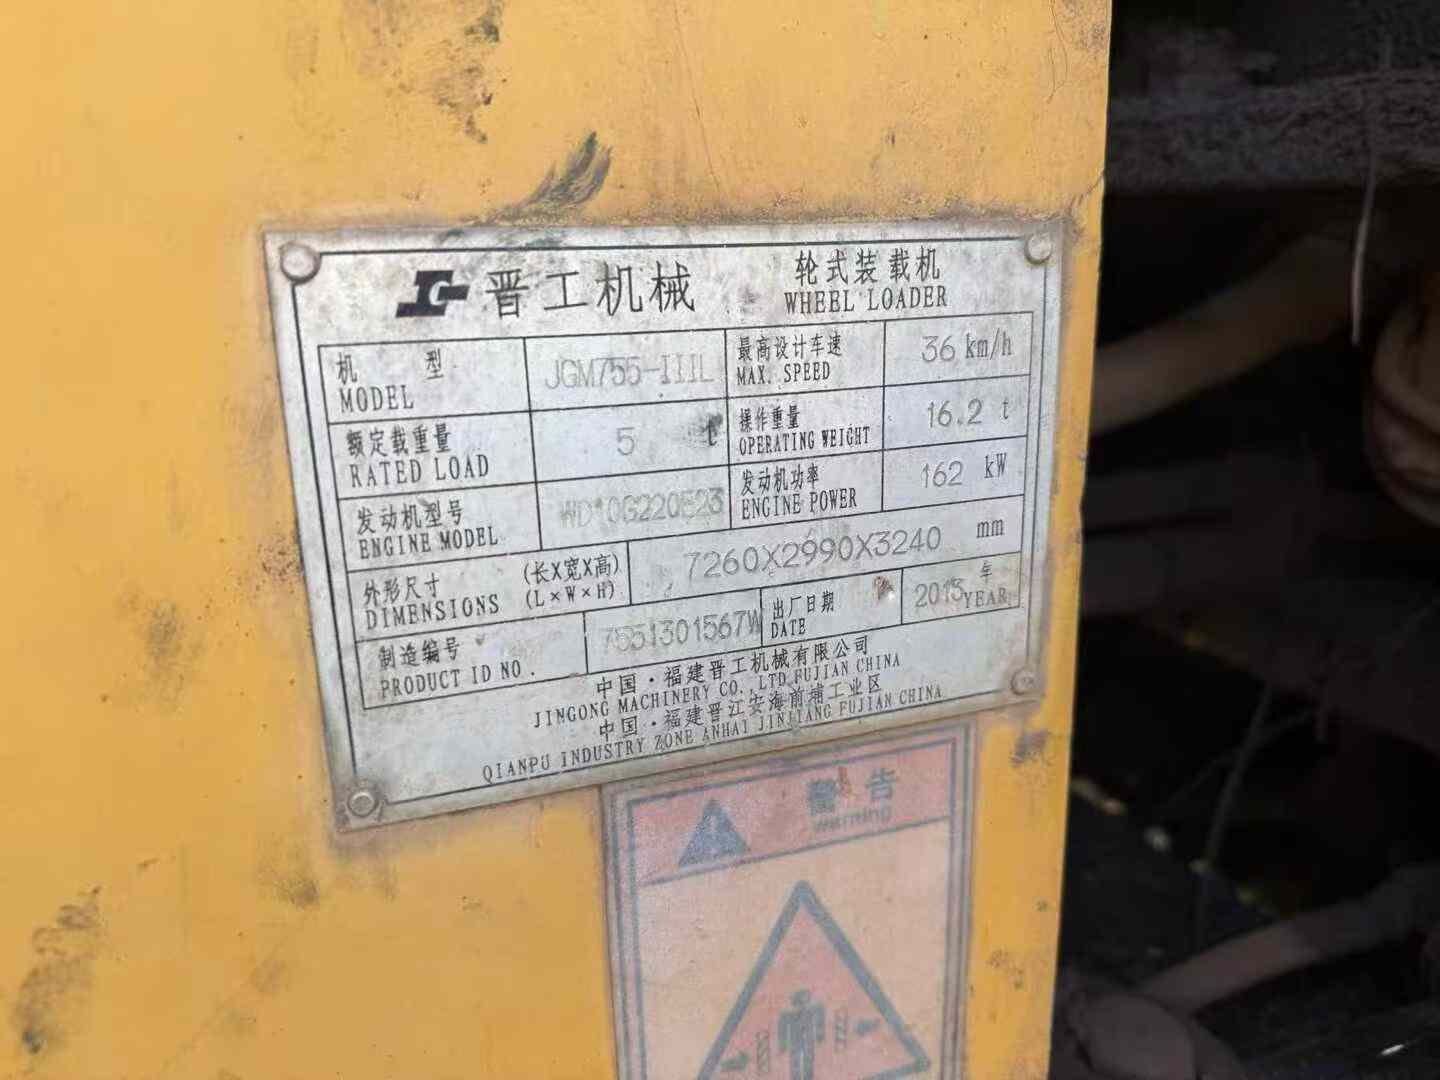 晋工机械
轮式装载机
WHEEL LOADER
机 型
MODEL
JGM755-IIIL
最高设计车速
MAX. SPEED
36 km/h
额定载重量
RATED LOAD
5 t
操作重量
OPERATING WEIGHT
16.2 t
发动机型号
ENGINE MODEL
WD10G220E23
发动机功率
ENGINE POWER
162 kW
外形尺寸 (长X宽X高)
DIMENSIONS (L×W×H)
7260X2990X3240 mm
制造编号
PRODUCT ID NO.
7551301567W
出厂日期
DATE
2013 年
YEAR
中国·福建晋工机械有限公司
JINGONG MACHINERY CO., LTD FUJIAN CHINA
中国·福建晋江安海前埔工业区
QIANPU INDUSTRY ZONE ANHAI JINJIANG FUJIAN CHINA
警告
Warning